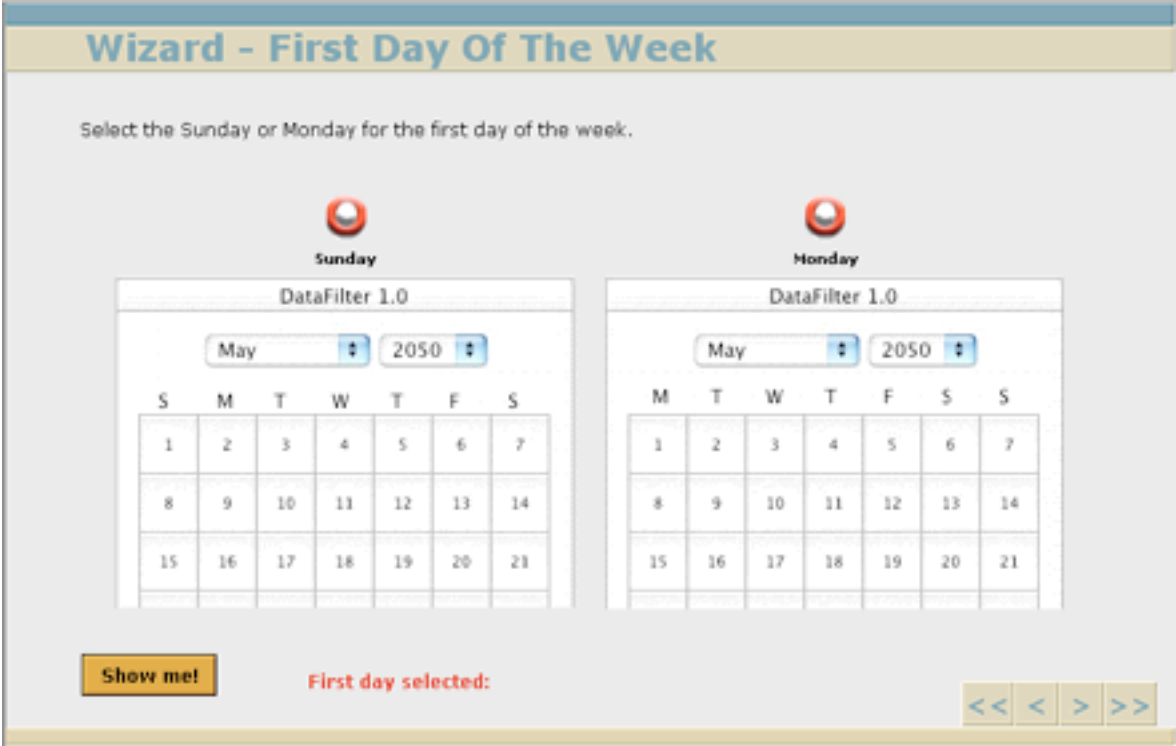 Wizard - First Day Of The Week
Select the Sunday or Monday for the first day of the week.
Sunday
DataFilter 1.0
May 2050
S M T W T F S
1 2 3 4 5 6 7
8 9 10 11 12 13 14
15 16 17 18 19 20 21
Monday
DataFilter 1.0
May 2050
M T W T F S S
1 2 3 4 5 6 7
8 9 10 11 12 13 14
15 16 17 18 19 20 21
Show me!
First day selected:
<< < > >>